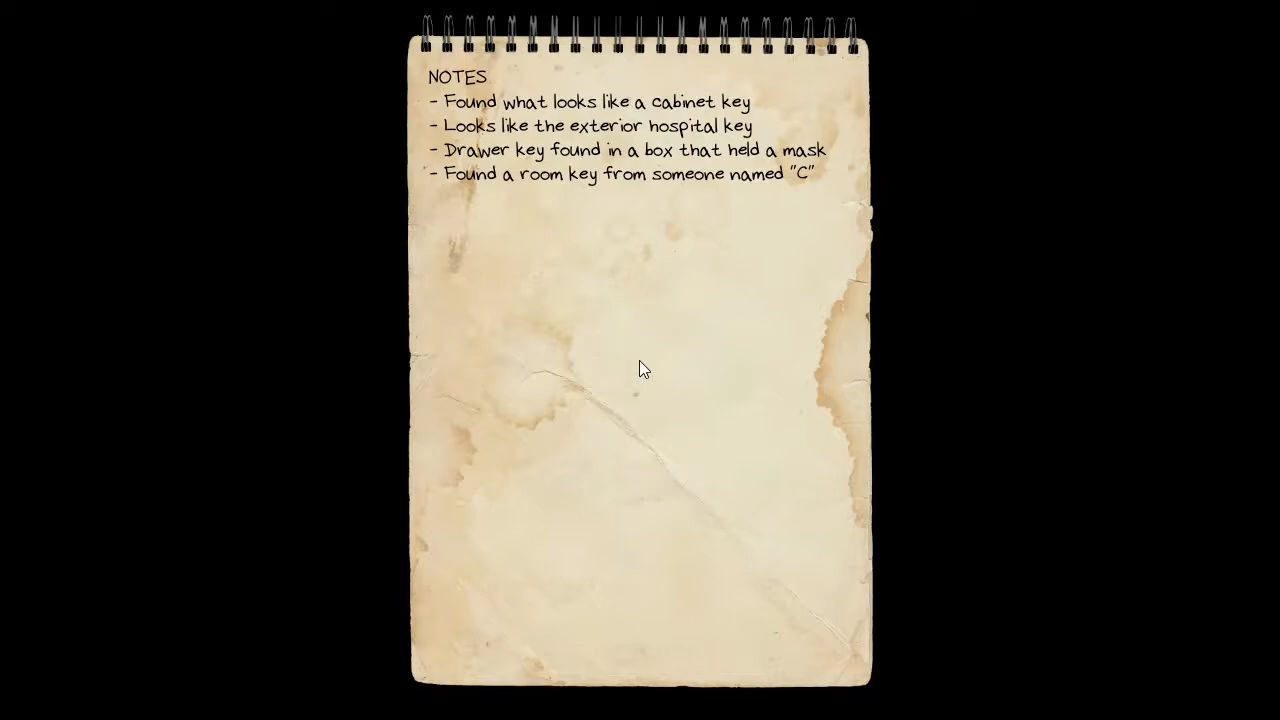 NOTES
- Found what looks like a cabinet key
- Looks like the exterior hospital key
- Drawer key found in a box that held a mask
- Found a room key from someone named "C"